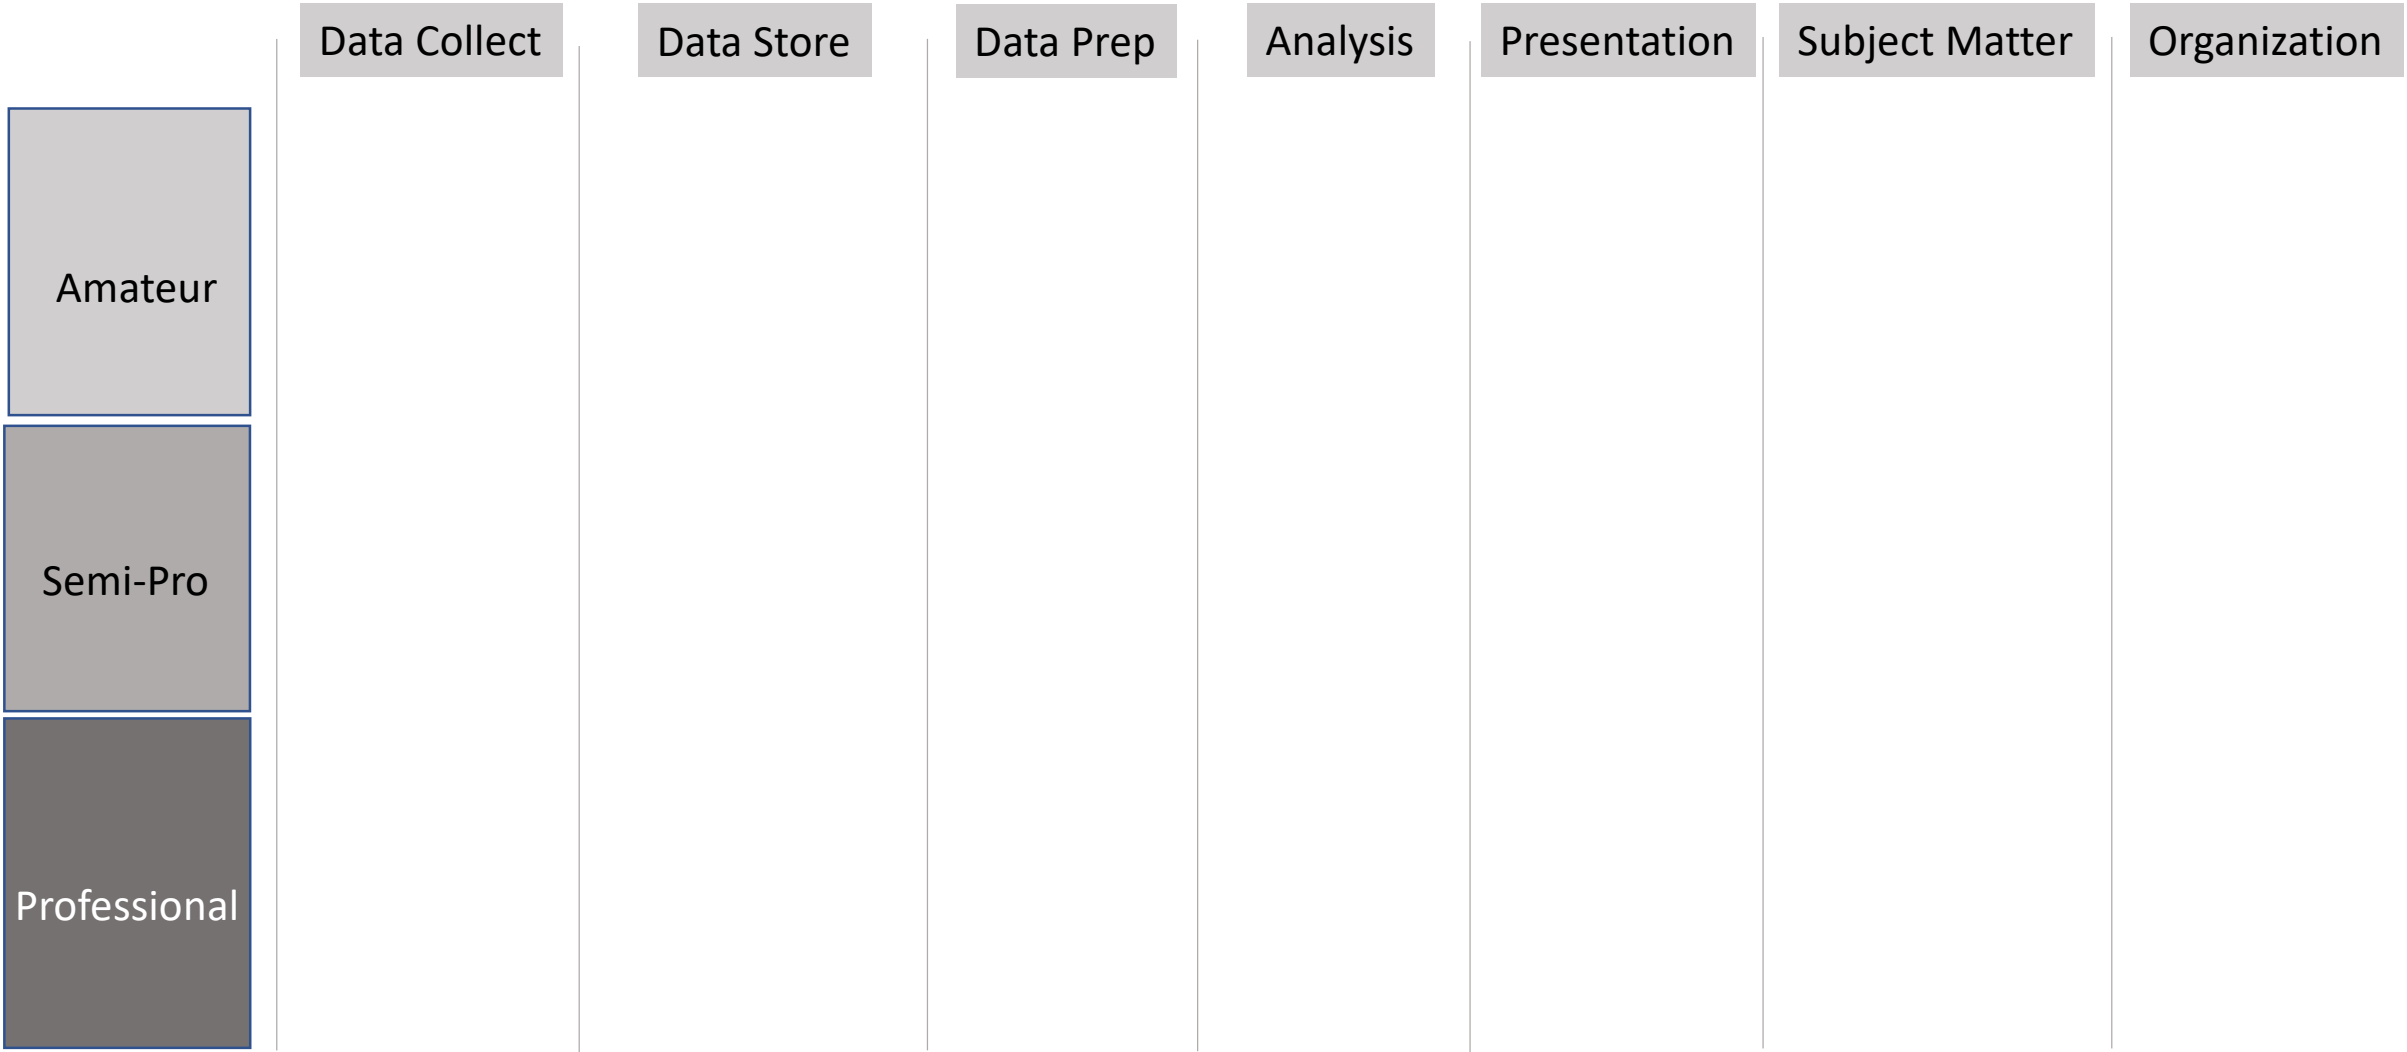 Data Collect
Data Store
Data Prep
Analysis
Presentation
Subject Matter
Organization
Amateur
Semi-Pro
Professional